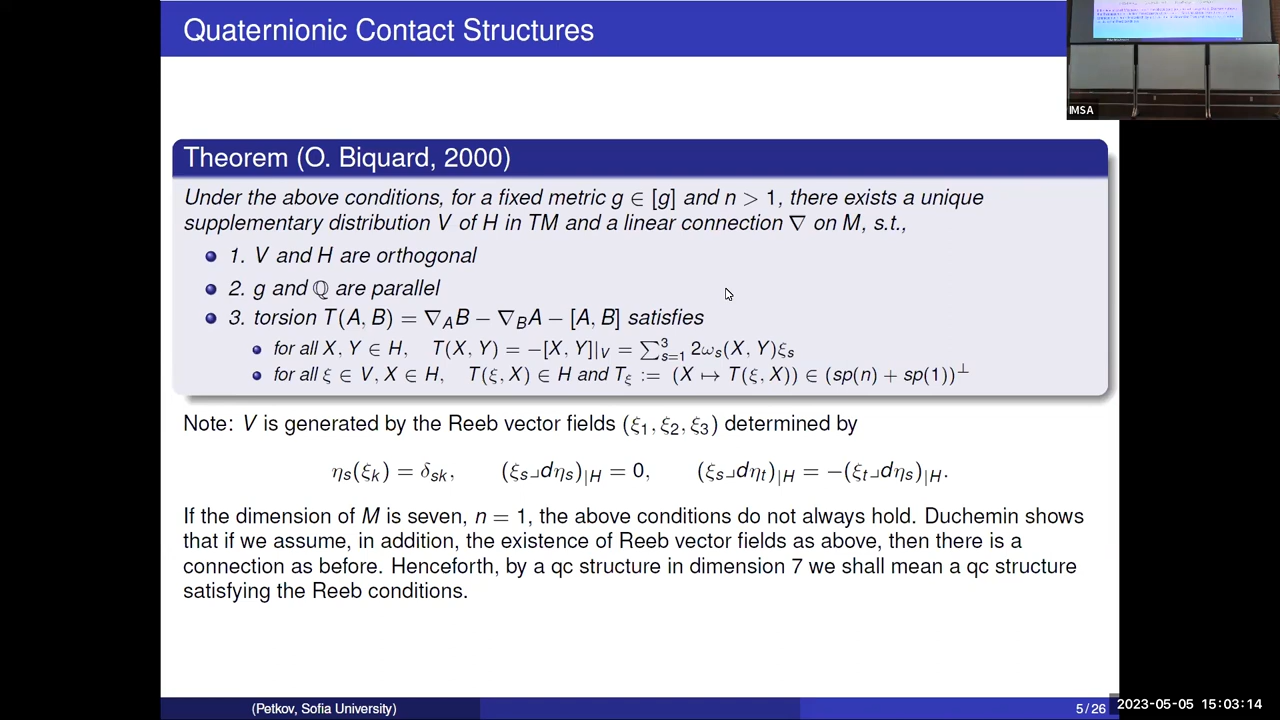 Quaternionic Contact Structures
IMSA
Theorem (O. Biquard, 2000)
Under the above conditions, for a fixed metric g ∈ [g] and n > 1, there exists a unique
supplementary distribution V of H in TM and a linear connection ∇ on M, s.t.,
1. V and H are orthogonal
2. g and ℚ are parallel
3. torsion T(A, B) = ∇_A B − ∇_B A − [A, B] satisfies
for all X, Y ∈ H, T(X, Y) = −[X, Y]|_V = ∑_{s=1}^3 2ω_s(X, Y)ξ_s
for all ξ ∈ V, X ∈ H, T(ξ, X) ∈ H and T_ξ := (X ↦ T(ξ, X)) ∈ (sp(n) + sp(1))^⊥
Note: V is generated by the Reeb vector fields (ξ₁, ξ₂, ξ₃) determined by
η_s(ξ_k) = δ_{sk}, (ξ_s ⌟ dη_s)_{|H} = 0, (ξ_s ⌟ dη_t)_{|H} = −(ξ_t ⌟ dη_s)_{|H}.
If the dimension of M is seven, n = 1, the above conditions do not always hold. Duchemin shows
that if we assume, in addition, the existence of Reeb vector fields as above, then there is a
connection as before. Henceforth, by a qc structure in dimension 7 we shall mean a qc structure
satisfying the Reeb conditions.
(Petkov, Sofia University)
5 / 26
2023-05-05 15:03:14